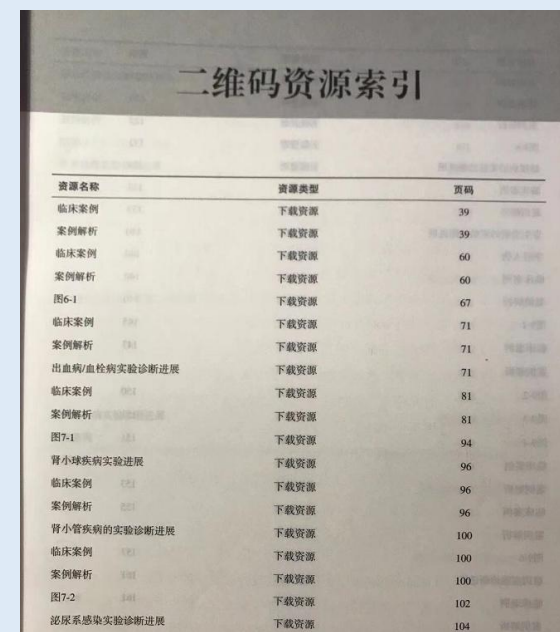 二维码资源索引
资源名称 资源类型 页码
临床案例 下载资源 39
案例解析 下载资源 39
临床案例 下载资源 60
案例解析 下载资源 60
图6-1 下载资源 67
临床案例 下载资源 71
案例解析 下载资源 71
出血病/血栓病实验诊断进展 下载资源 71
临床案例 下载资源 81
案例解析 下载资源 81
图7-1 下载资源 94
肾小球疾病实验进展 下载资源 96
临床案例 下载资源 96
案例解析 下载资源 96
肾小管疾病的实验诊断进展 下载资源 100
临床案例 下载资源 100
案例解析 下载资源 100
图7-2 下载资源 102
泌尿系感染实验诊断进展 下载资源 104